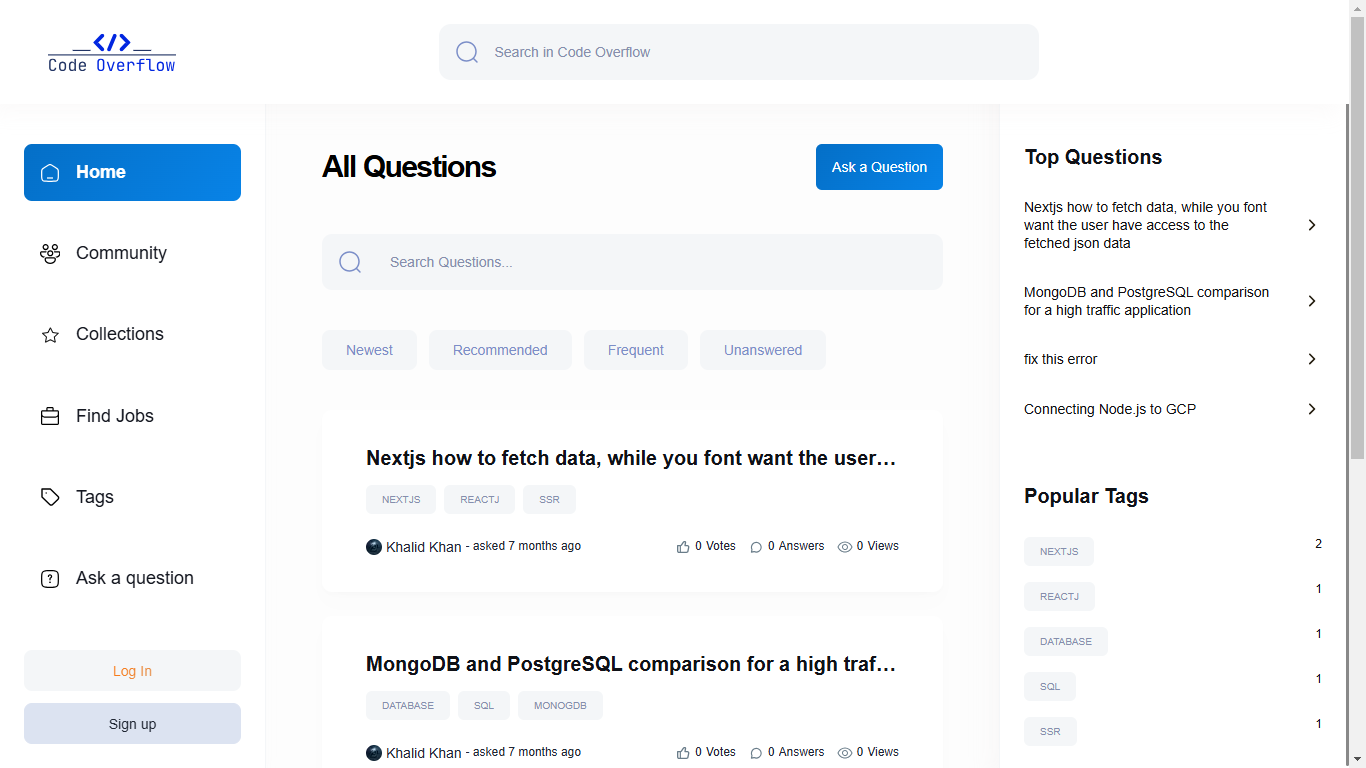 </>
Code Overflow
Search in Code Overflow
Home
Community
Collections
Find Jobs
Tags
Ask a question
Log In
Sign up
All Questions
Ask a Question
Search Questions...
Newest
Recommended
Frequent
Unanswered
Nextjs how to fetch data, while you font want the user…
NEXTJS
REACTJ
SSR
Khalid Khan - asked 7 months ago
0 Votes
0 Answers
0 Views
MongoDB and PostgreSQL comparison for a high traf…
DATABASE
SQL
MONOGDB
Khalid Khan - asked 7 months ago
0 Votes
0 Answers
0 Views
Top Questions
Nextjs how to fetch data, while you font
want the user have access to the
fetched json data
MongoDB and PostgreSQL comparison
for a high traffic application
fix this error
Connecting Node.js to GCP
Popular Tags
NEXTJS 2
REACTJ 1
DATABASE 1
SQL 1
SSR 1